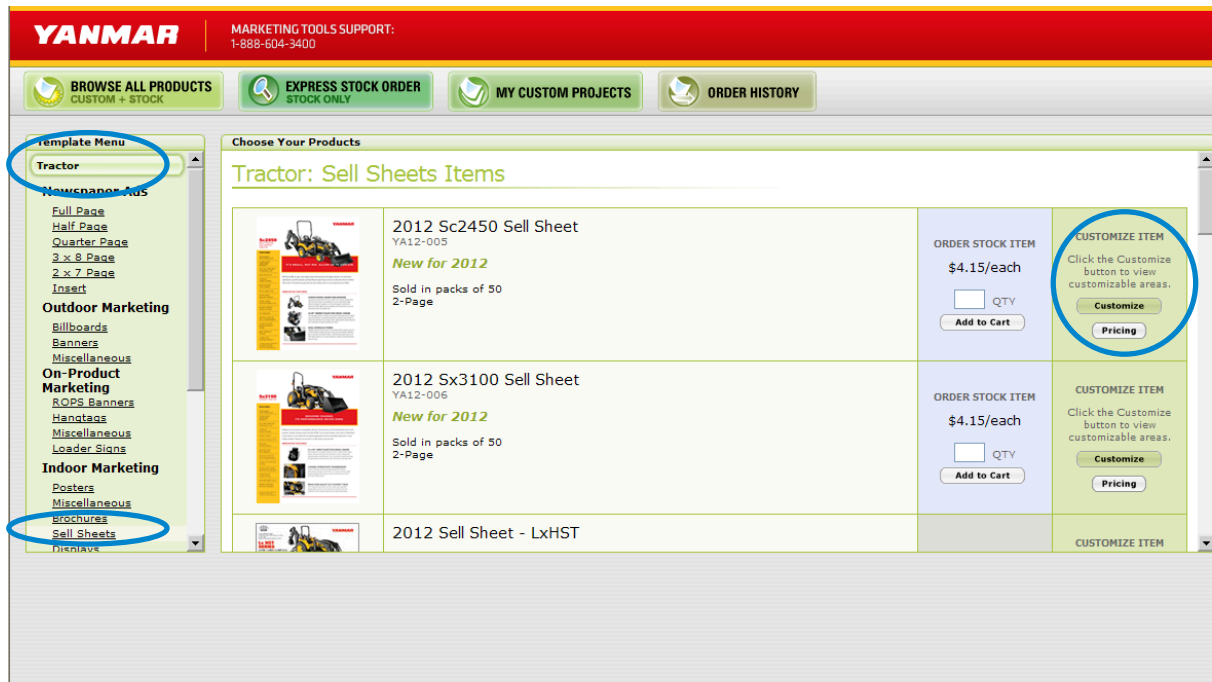 YANMAR
MARKETING TOOLS SUPPORT:
1-888-604-3400
BROWSE ALL PRODUCTS
CUSTOM + STOCK
EXPRESS STOCK ORDER
STOCK ONLY
MY CUSTOM PROJECTS
ORDER HISTORY
Template Menu
Tractor
Newspaper Ads
Full Page
Half Page
Quarter Page
3 x 8 Page
2 x 7 Page
Insert
Outdoor Marketing
Billboards
Banners
Miscellaneous
On-Product
Marketing
ROPS Banners
Hangtags
Miscellaneous
Loader Signs
Indoor Marketing
Posters
Miscellaneous
Brochures
Sell Sheets
Displays
Choose Your Products
Tractor: Sell Sheets Items
YANMAR
Sc2450
2012 Sc2450 Sell Sheet
YA12-005
New for 2012
Sold in packs of 50
2-Page
ORDER STOCK ITEM
$4.15/each
QTY
Add to Cart
CUSTOMIZE ITEM
Click the Customize
button to view
customizable areas.
Customize
Pricing
YANMAR
Sx3100
2012 Sx3100 Sell Sheet
YA12-006
New for 2012
Sold in packs of 50
2-Page
ORDER STOCK ITEM
$4.15/each
QTY
Add to Cart
CUSTOMIZE ITEM
Click the Customize
button to view
customizable areas.
Customize
Pricing
YANMAR
2012 Sell Sheet - LxHST
CUSTOMIZE ITEM